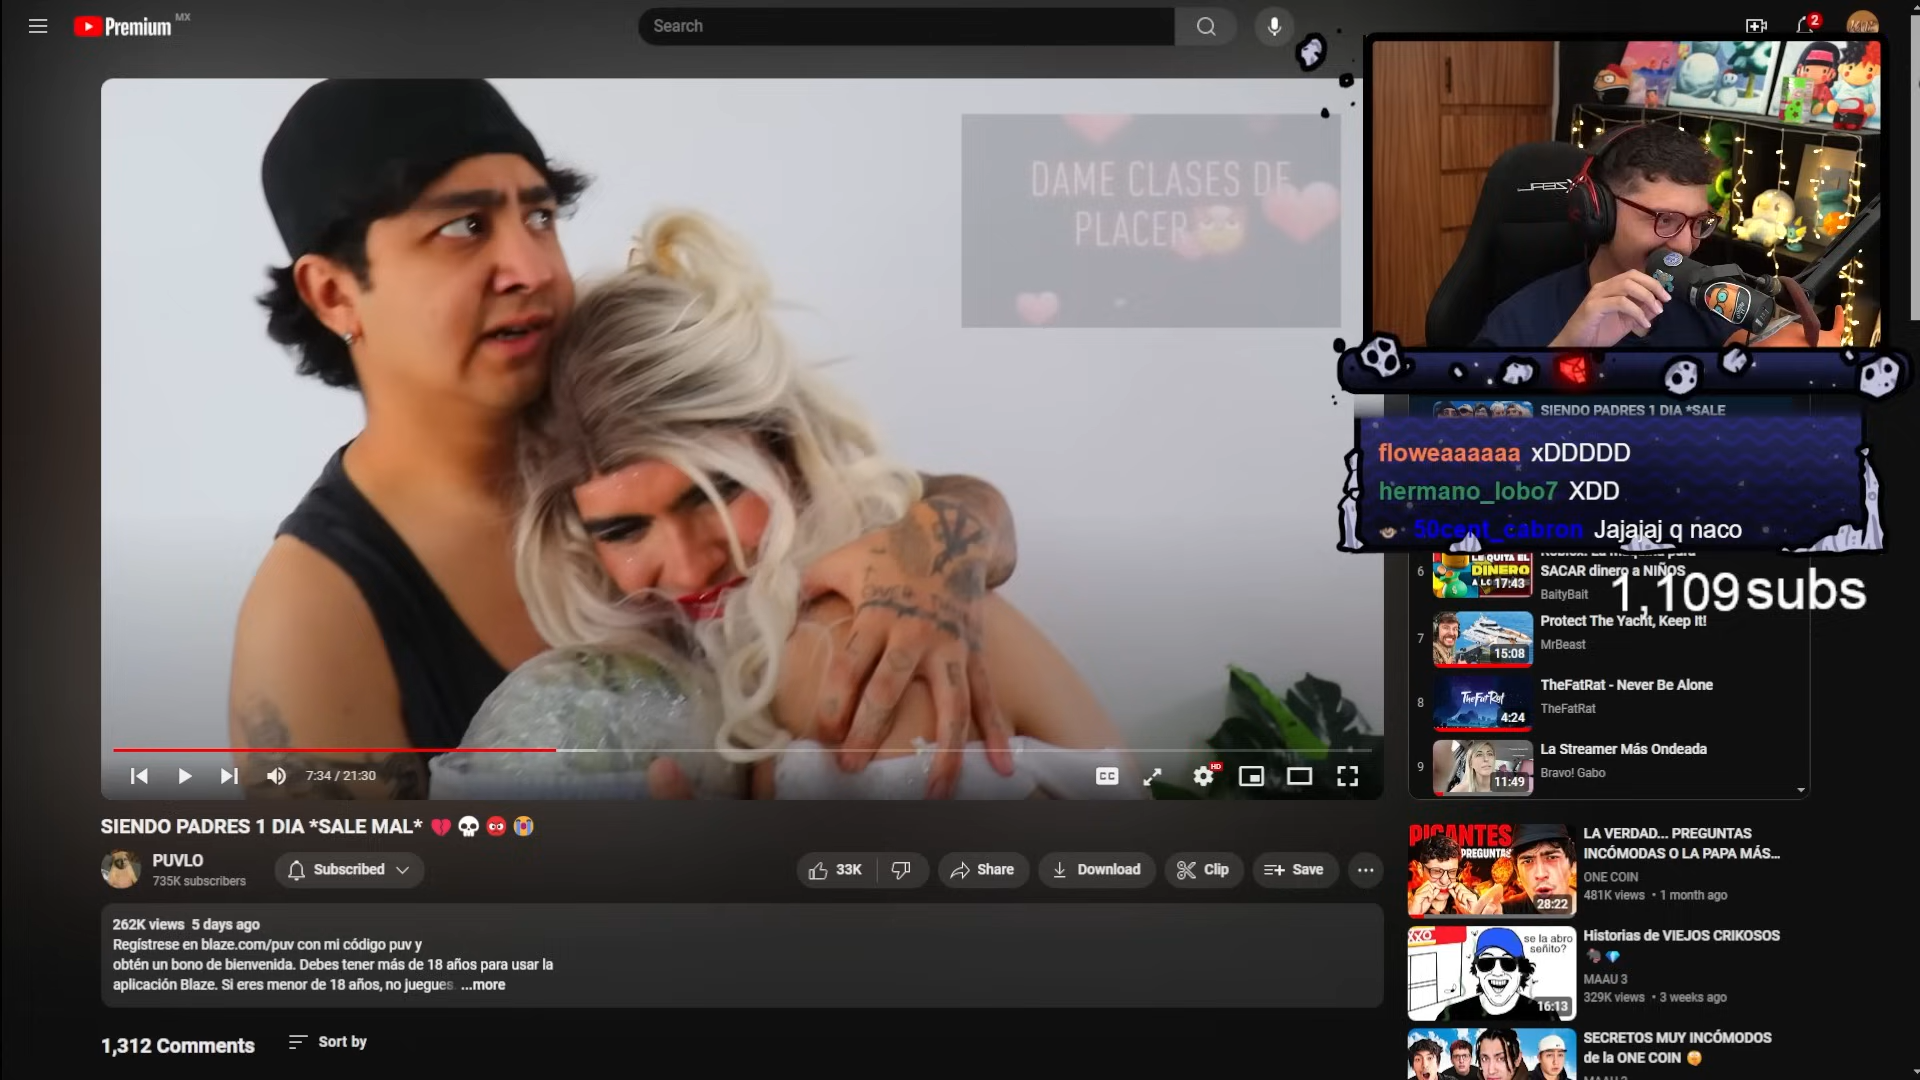 Premium MX
Search
2
DAME CLASES DE
PLACER
SIENDO PADRES 1 DIA *SALE
floweaaaaaa xDDDDD
hermano_lobo7 XDD
50cent_cabron Jajajaj q naco
1,109 subs
6
LE QUITA EL
DINERO
17:43
SACAR dinero a NIÑOS
BaityBait
7
15:08
Protect The Yacht, Keep It!
MrBeast
8
TheFatRat
4:24
TheFatRat - Never Be Alone
TheFatRat
9
11:49
La Streamer Más Ondeada
Bravo! Gabo
7:34 / 21:30
CC
HD
SIENDO PADRES 1 DIA *SALE MAL* 💔💀😡😭
PUVLO
735K subscribers
Subscribed
33K
Share
Download
Clip
Save
262K views 5 days ago
Regístrese en blaze.com/puv con mi código puv y
obtén un bono de bienvenida. Debes tener más de 18 años para usar la
aplicación Blaze. Si eres menor de 18 años, no juegues. ...more
1,312 Comments
Sort by
PICANTES
PREGUNTAS
28:22
LA VERDAD... PREGUNTAS
INCÓMODAS O LA PAPA MÁS...
ONE COIN
481K views • 1 month ago
se la abro
señito?
16:13
Historias de VIEJOS CRIKOSOS
MAAU 3
329K views • 3 weeks ago
SECRETOS MUY INCÓMODOS
de la ONE COIN